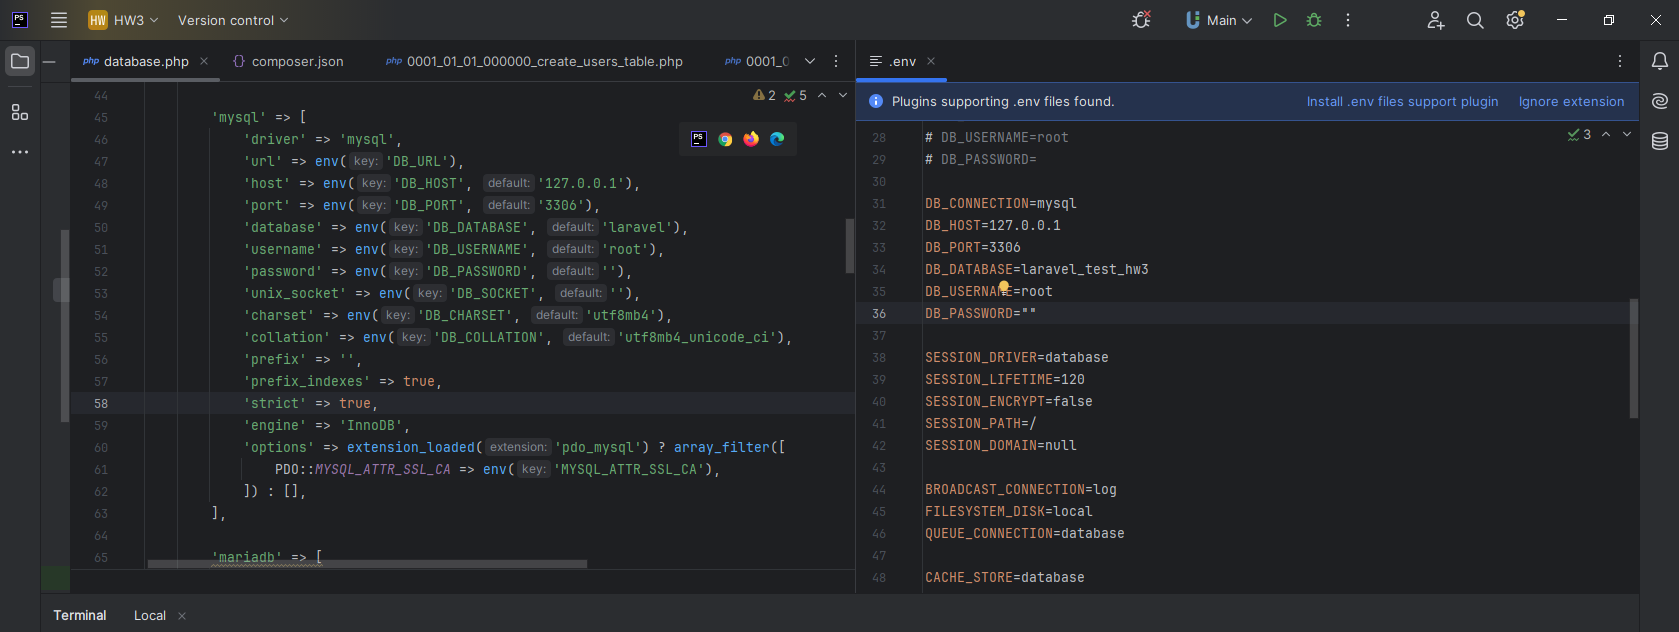 PS HW HW3 Version control Main
php database.php {} composer.json php 0001_01_01_000000_create_users_table.php php 0001_0
2 5
44
45 'mysql' => [
46 'driver' => 'mysql',
47 'url' => env( key: 'DB_URL'),
48 'host' => env( key: 'DB_HOST', default: '127.0.0.1'),
49 'port' => env( key: 'DB_PORT', default: '3306'),
50 'database' => env( key: 'DB_DATABASE', default: 'laravel'),
51 'username' => env( key: 'DB_USERNAME', default: 'root'),
52 'password' => env( key: 'DB_PASSWORD', default: ''),
53 'unix_socket' => env( key: 'DB_SOCKET', default: ''),
54 'charset' => env( key: 'DB_CHARSET', default: 'utf8mb4'),
55 'collation' => env( key: 'DB_COLLATION', default: 'utf8mb4_unicode_ci'),
56 'prefix' => '',
57 'prefix_indexes' => true,
58 'strict' => true,
59 'engine' => 'InnoDB',
60 'options' => extension_loaded( extension: 'pdo_mysql') ? array_filter([
61 PDO::MYSQL_ATTR_SSL_CA => env( key: 'MYSQL_ATTR_SSL_CA'),
62 ]) : [],
63 ],
64
65 'mariadb' => [
PS
.env
Plugins supporting .env files found. Install .env files support plugin Ignore extension
3
28 # DB_USERNAME=root
29 # DB_PASSWORD=
30
31 DB_CONNECTION=mysql
32 DB_HOST=127.0.0.1
33 DB_PORT=3306
34 DB_DATABASE=laravel_test_hw3
35 DB_USERNAME=root
36 DB_PASSWORD=""
37
38 SESSION_DRIVER=database
39 SESSION_LIFETIME=120
40 SESSION_ENCRYPT=false
41 SESSION_PATH=/
42 SESSION_DOMAIN=null
43
44 BROADCAST_CONNECTION=log
45 FILESYSTEM_DISK=local
46 QUEUE_CONNECTION=database
47
48 CACHE_STORE=database
Terminal Local